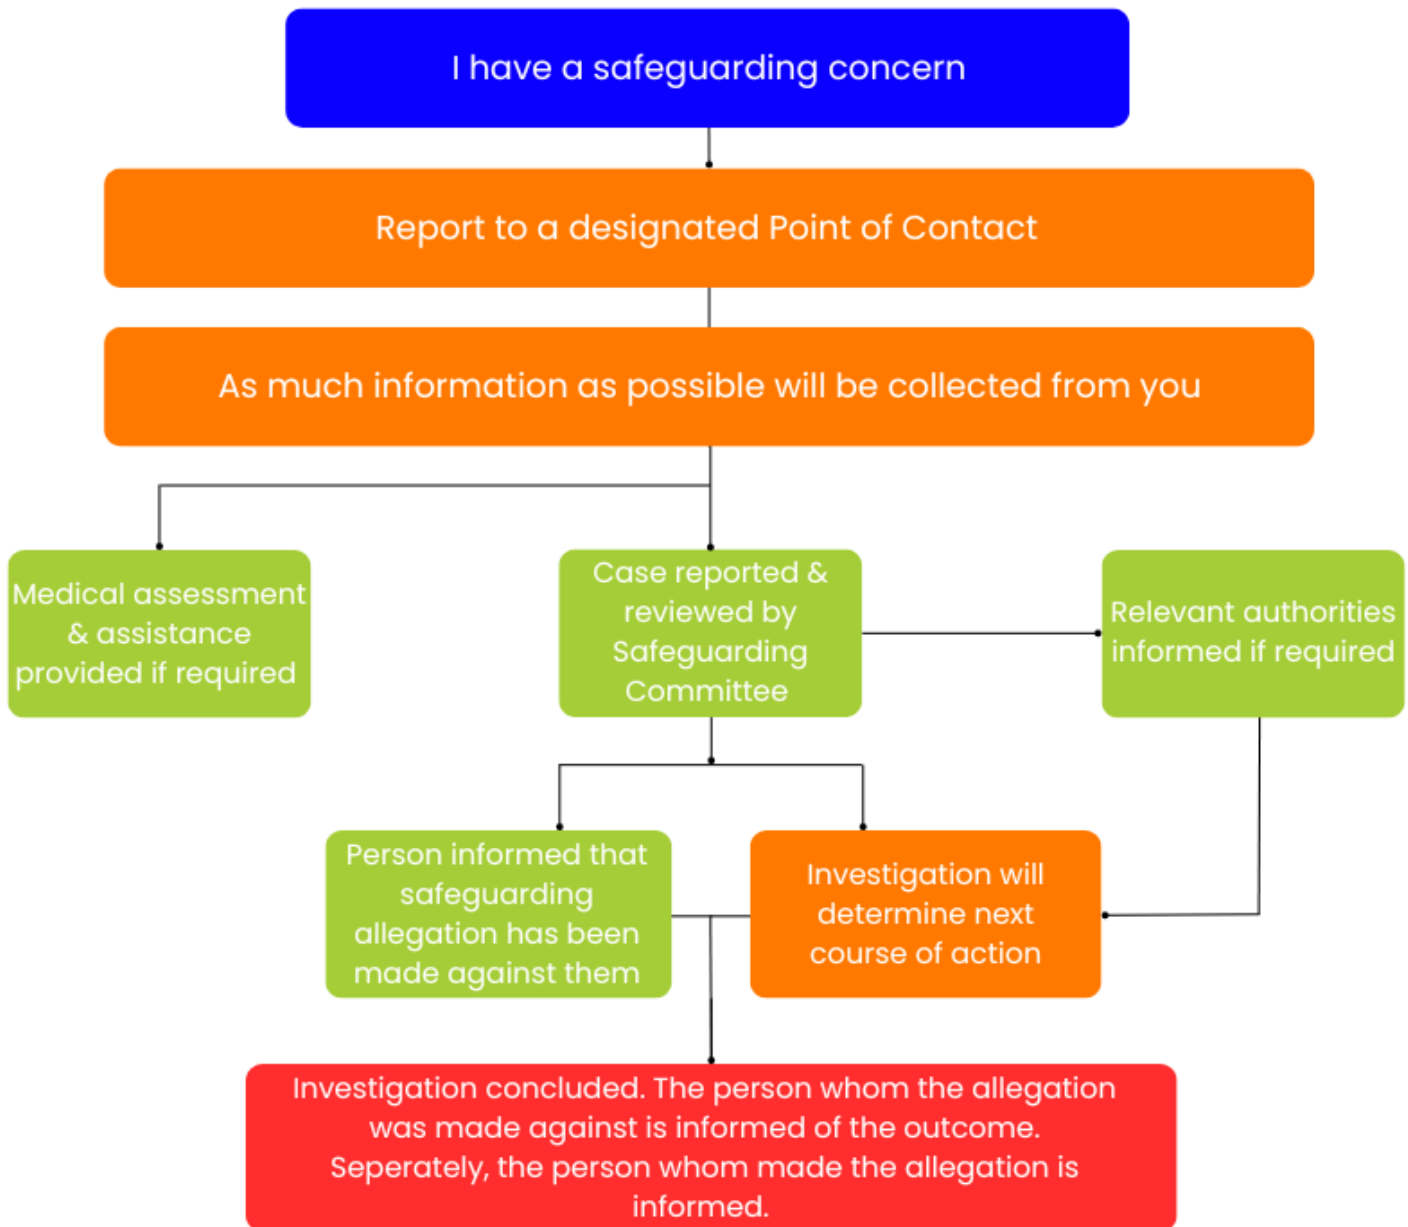 I have a safeguarding concern
Report to a designated Point of Contact
As much information as possible will be collected from you
Medical assessment
& assistance
provided if required
Case reported &
reviewed by
Safeguarding
Committee
Relevant authorities
informed if required
Person informed that
safeguarding
allegation has been
made against them
Investigation will
determine next
course of action
Investigation concluded. The person whom the allegation
was made against is informed of the outcome.
Seperately, the person whom made the allegation is
informed.